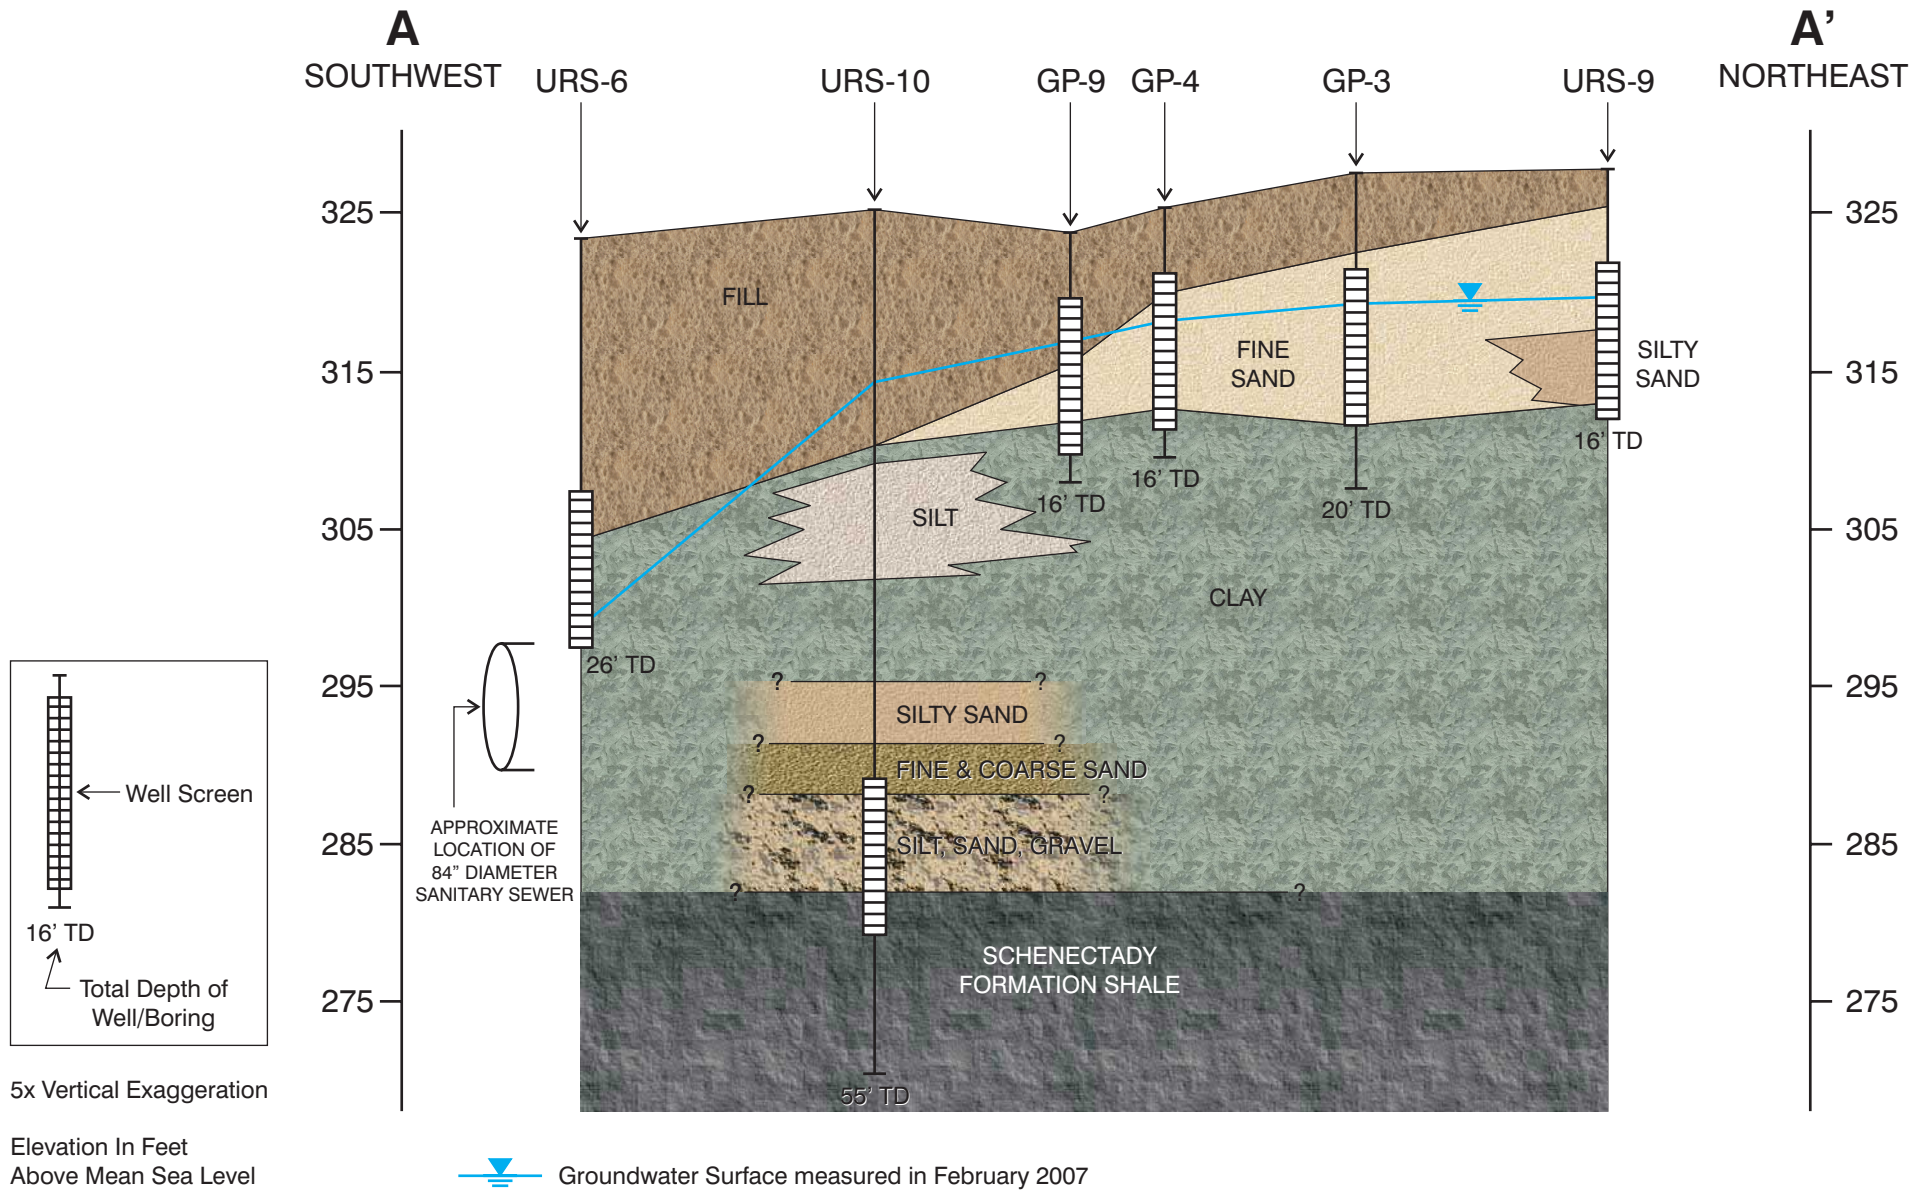 A
SOUTHWEST
URS-6
URS-10
GP-9
GP-4
GP-3
URS-9
A’
NORTHEAST
325
315
305
295
285
275
325
315
305
295
285
275
FILL
FINE
SAND
SILTY
SAND
16’ TD
16’ TD
16’ TD
20’ TD
SILT
CLAY
26’ TD
? ?
SILTY SAND
? ?
FINE & COARSE SAND
? ?
SILT, SAND, GRAVEL
? ?
SCHENECTADY
FORMATION SHALE
55’ TD
APPROXIMATE
LOCATION OF
84” DIAMETER
SANITARY SEWER
Well Screen
16’ TD
Total Depth of
Well/Boring
5x Vertical Exaggeration
Elevation In Feet
Above Mean Sea Level
Groundwater Surface measured in February 2007